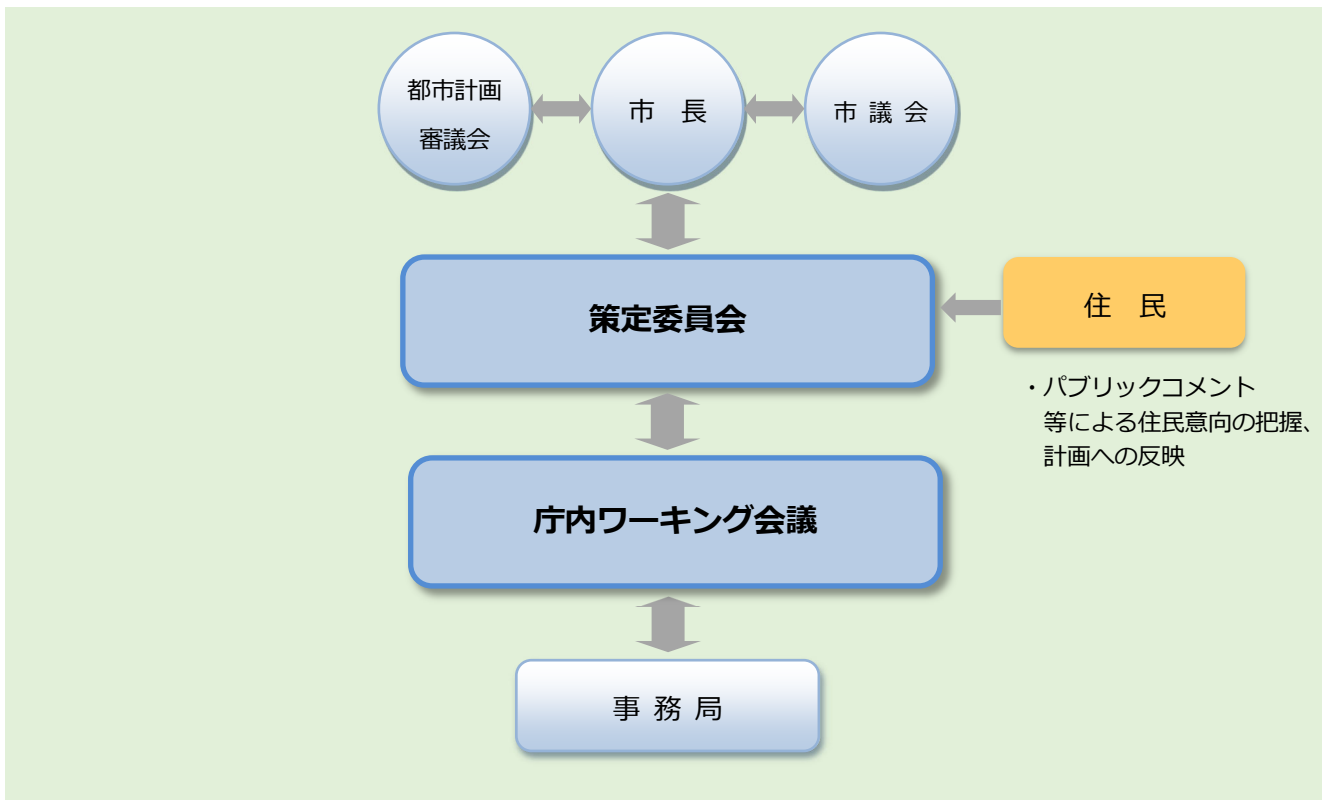 都市計画
審議会
市　長
市 議 会
策定委員会
住　民
・パブリックコメント
等による住民意向の把握、
計画への反映
庁内ワーキング会議
事 務 局